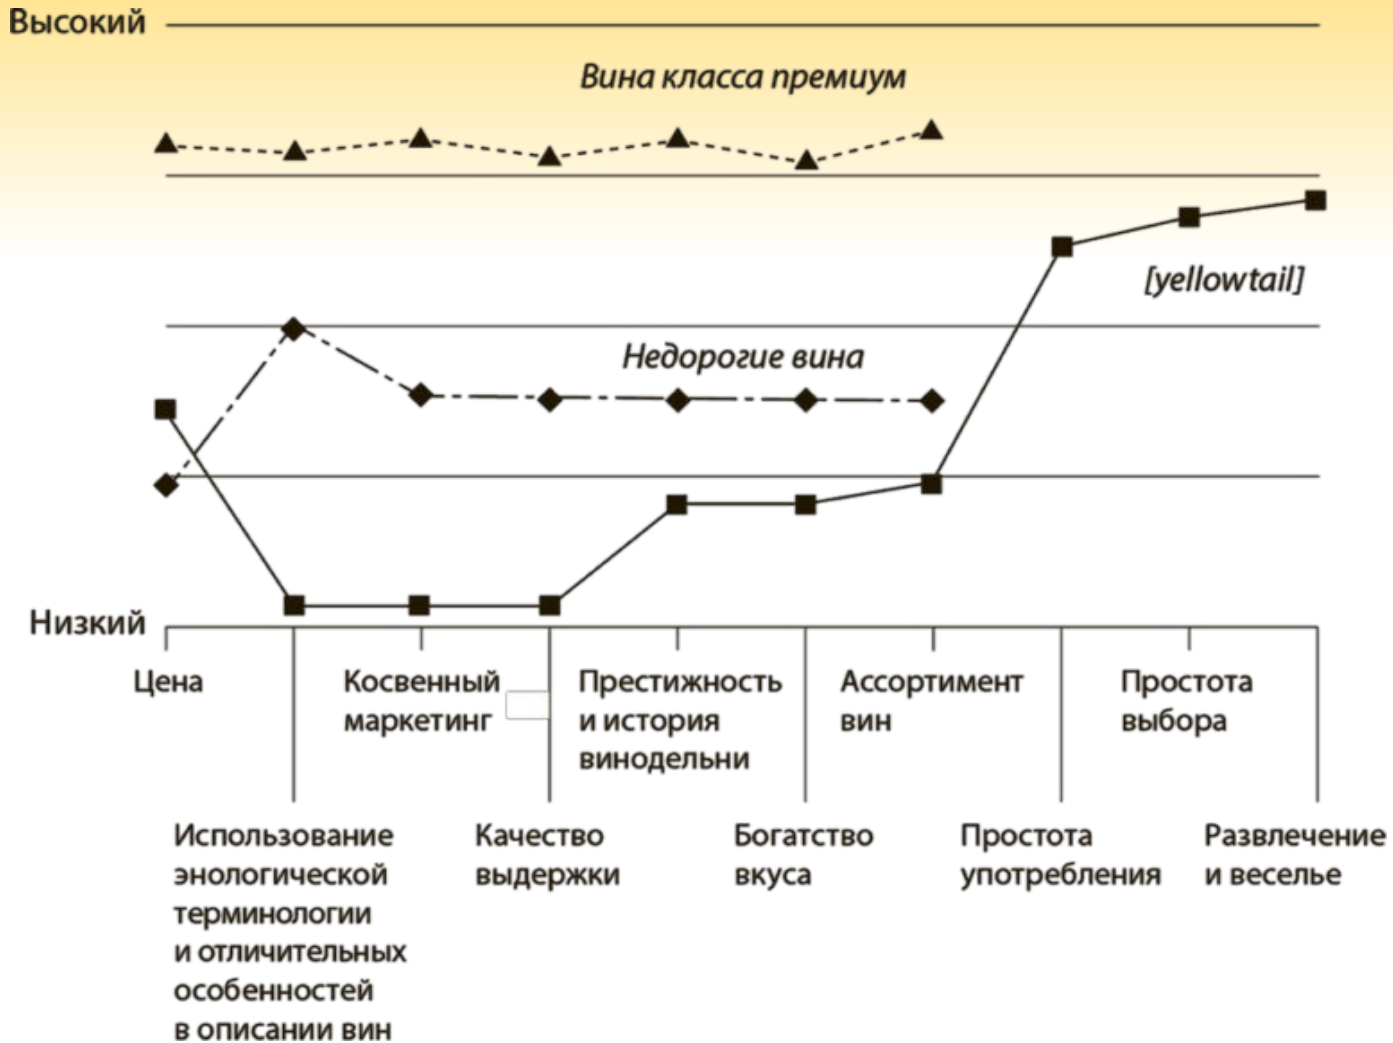 Высокий
Вина класса премиум
[yellowtail]
Недорогие вина
Низкий
Цена
Косвенный
маркетинг
Престижность
и история
винодельни
Ассортимент
вин
Простота
выбора
Использование
энологической
терминологии
и отличительных
особенностей
в описании вин
Качество
выдержки
Богатство
вкуса
Простота
употребления
Развлечение
и веселье